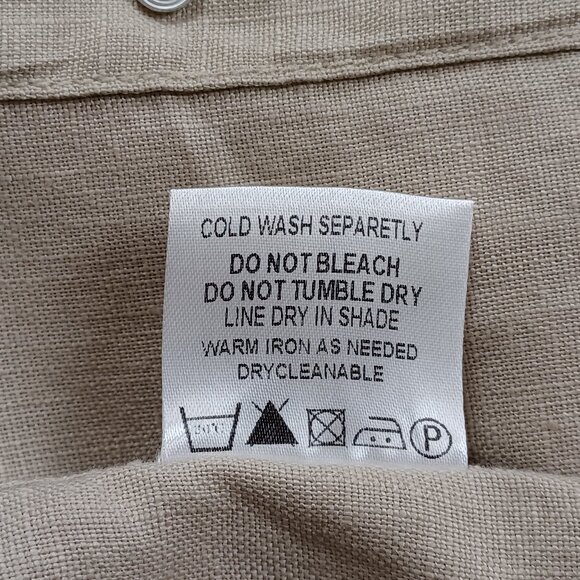 COLD WASH SEPARETLY
DO NOT BLEACH
DO NOT TUMBLE DRY
LINE DRY IN SHADE
WARM IRON AS NEEDED
DRYCLEANABLE
P